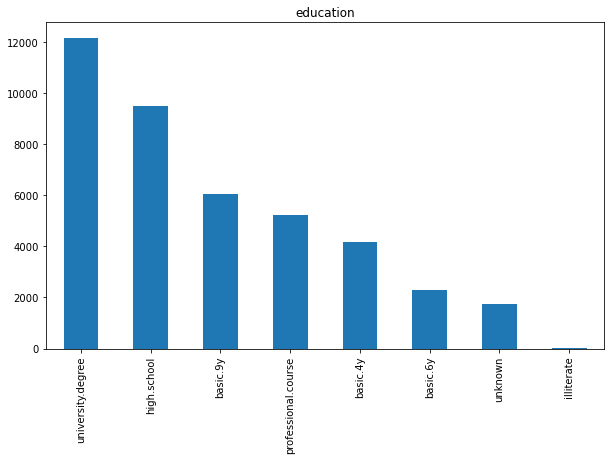 education
12000
10000
8000
6000
4000
2000
0
university.degree
high.school
basic.9y
professional.course
basic.4y
basic.6y
unknown
illiterate